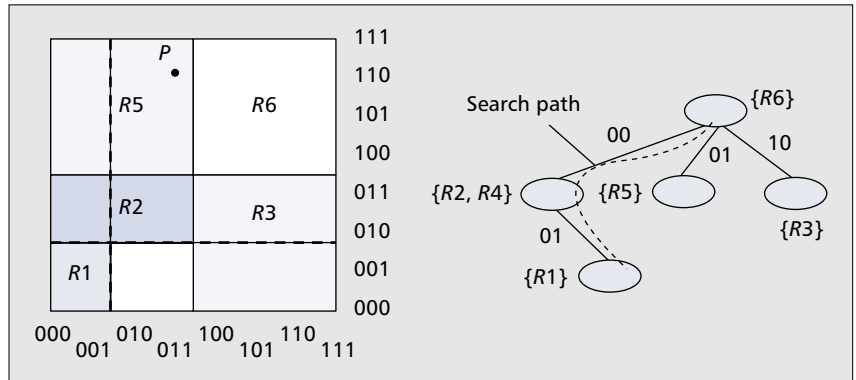 P
R5
R6
R2
R3
R1
111
110
101
100
011
010
001
000
000 010 100 110
001 011 101 111
Search path
{R6}
00
01
10
{R2, R4}
{R5}
{R3}
01
{R1}